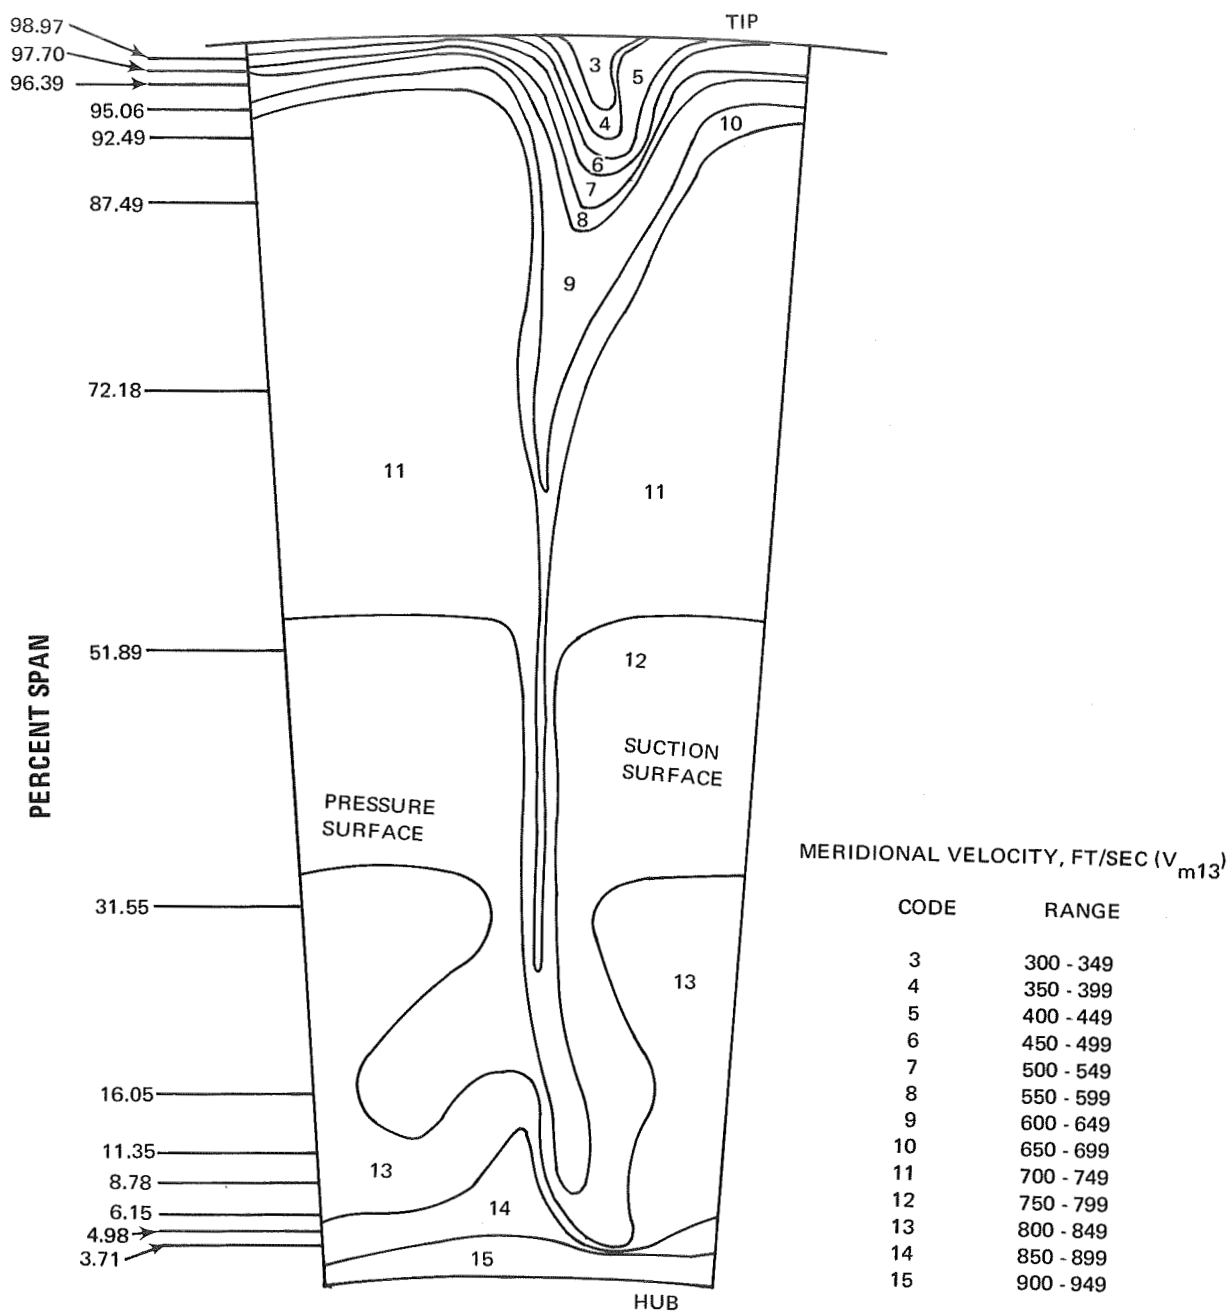 TIP
98.97
97.70
96.39
95.06
92.49
87.49
72.18
51.89
31.55
16.05
11.35
8.78
6.15
4.98
3.71
PERCENT SPAN
3
5
4
10
6
7
8
9
11
11
12
SUCTION
SURFACE
PRESSURE
SURFACE
13
13
14
15
HUB
MERIDIONAL VELOCITY, FT/SEC (Vm13)
CODE RANGE
3 300 - 349
4 350 - 399
5 400 - 449
6 450 - 499
7 500 - 549
8 550 - 599
9 600 - 649
10 650 - 699
11 700 - 749
12 750 - 799
13 800 - 849
14 850 - 899
15 900 - 949